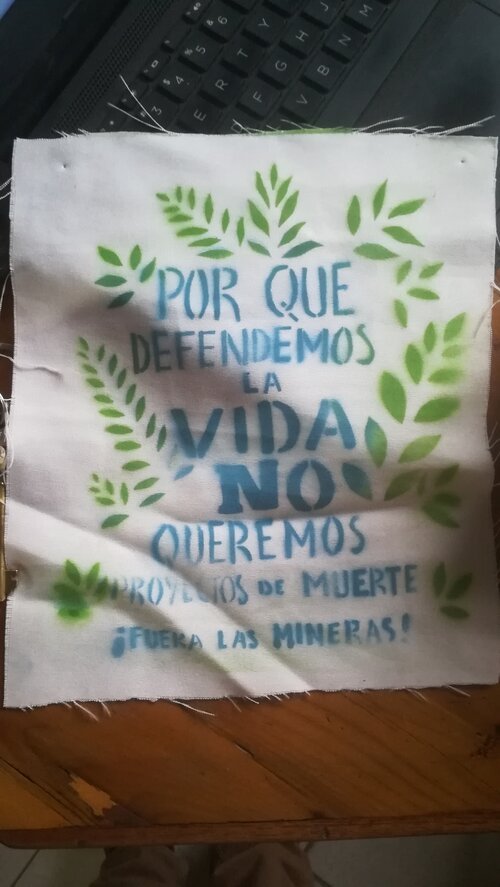 POR QUE
DEFENDEMOS
LA
VIDA
NO
QUEREMOS
PROYECTOS DE MUERTE
¡FUERA LAS MINERAS!